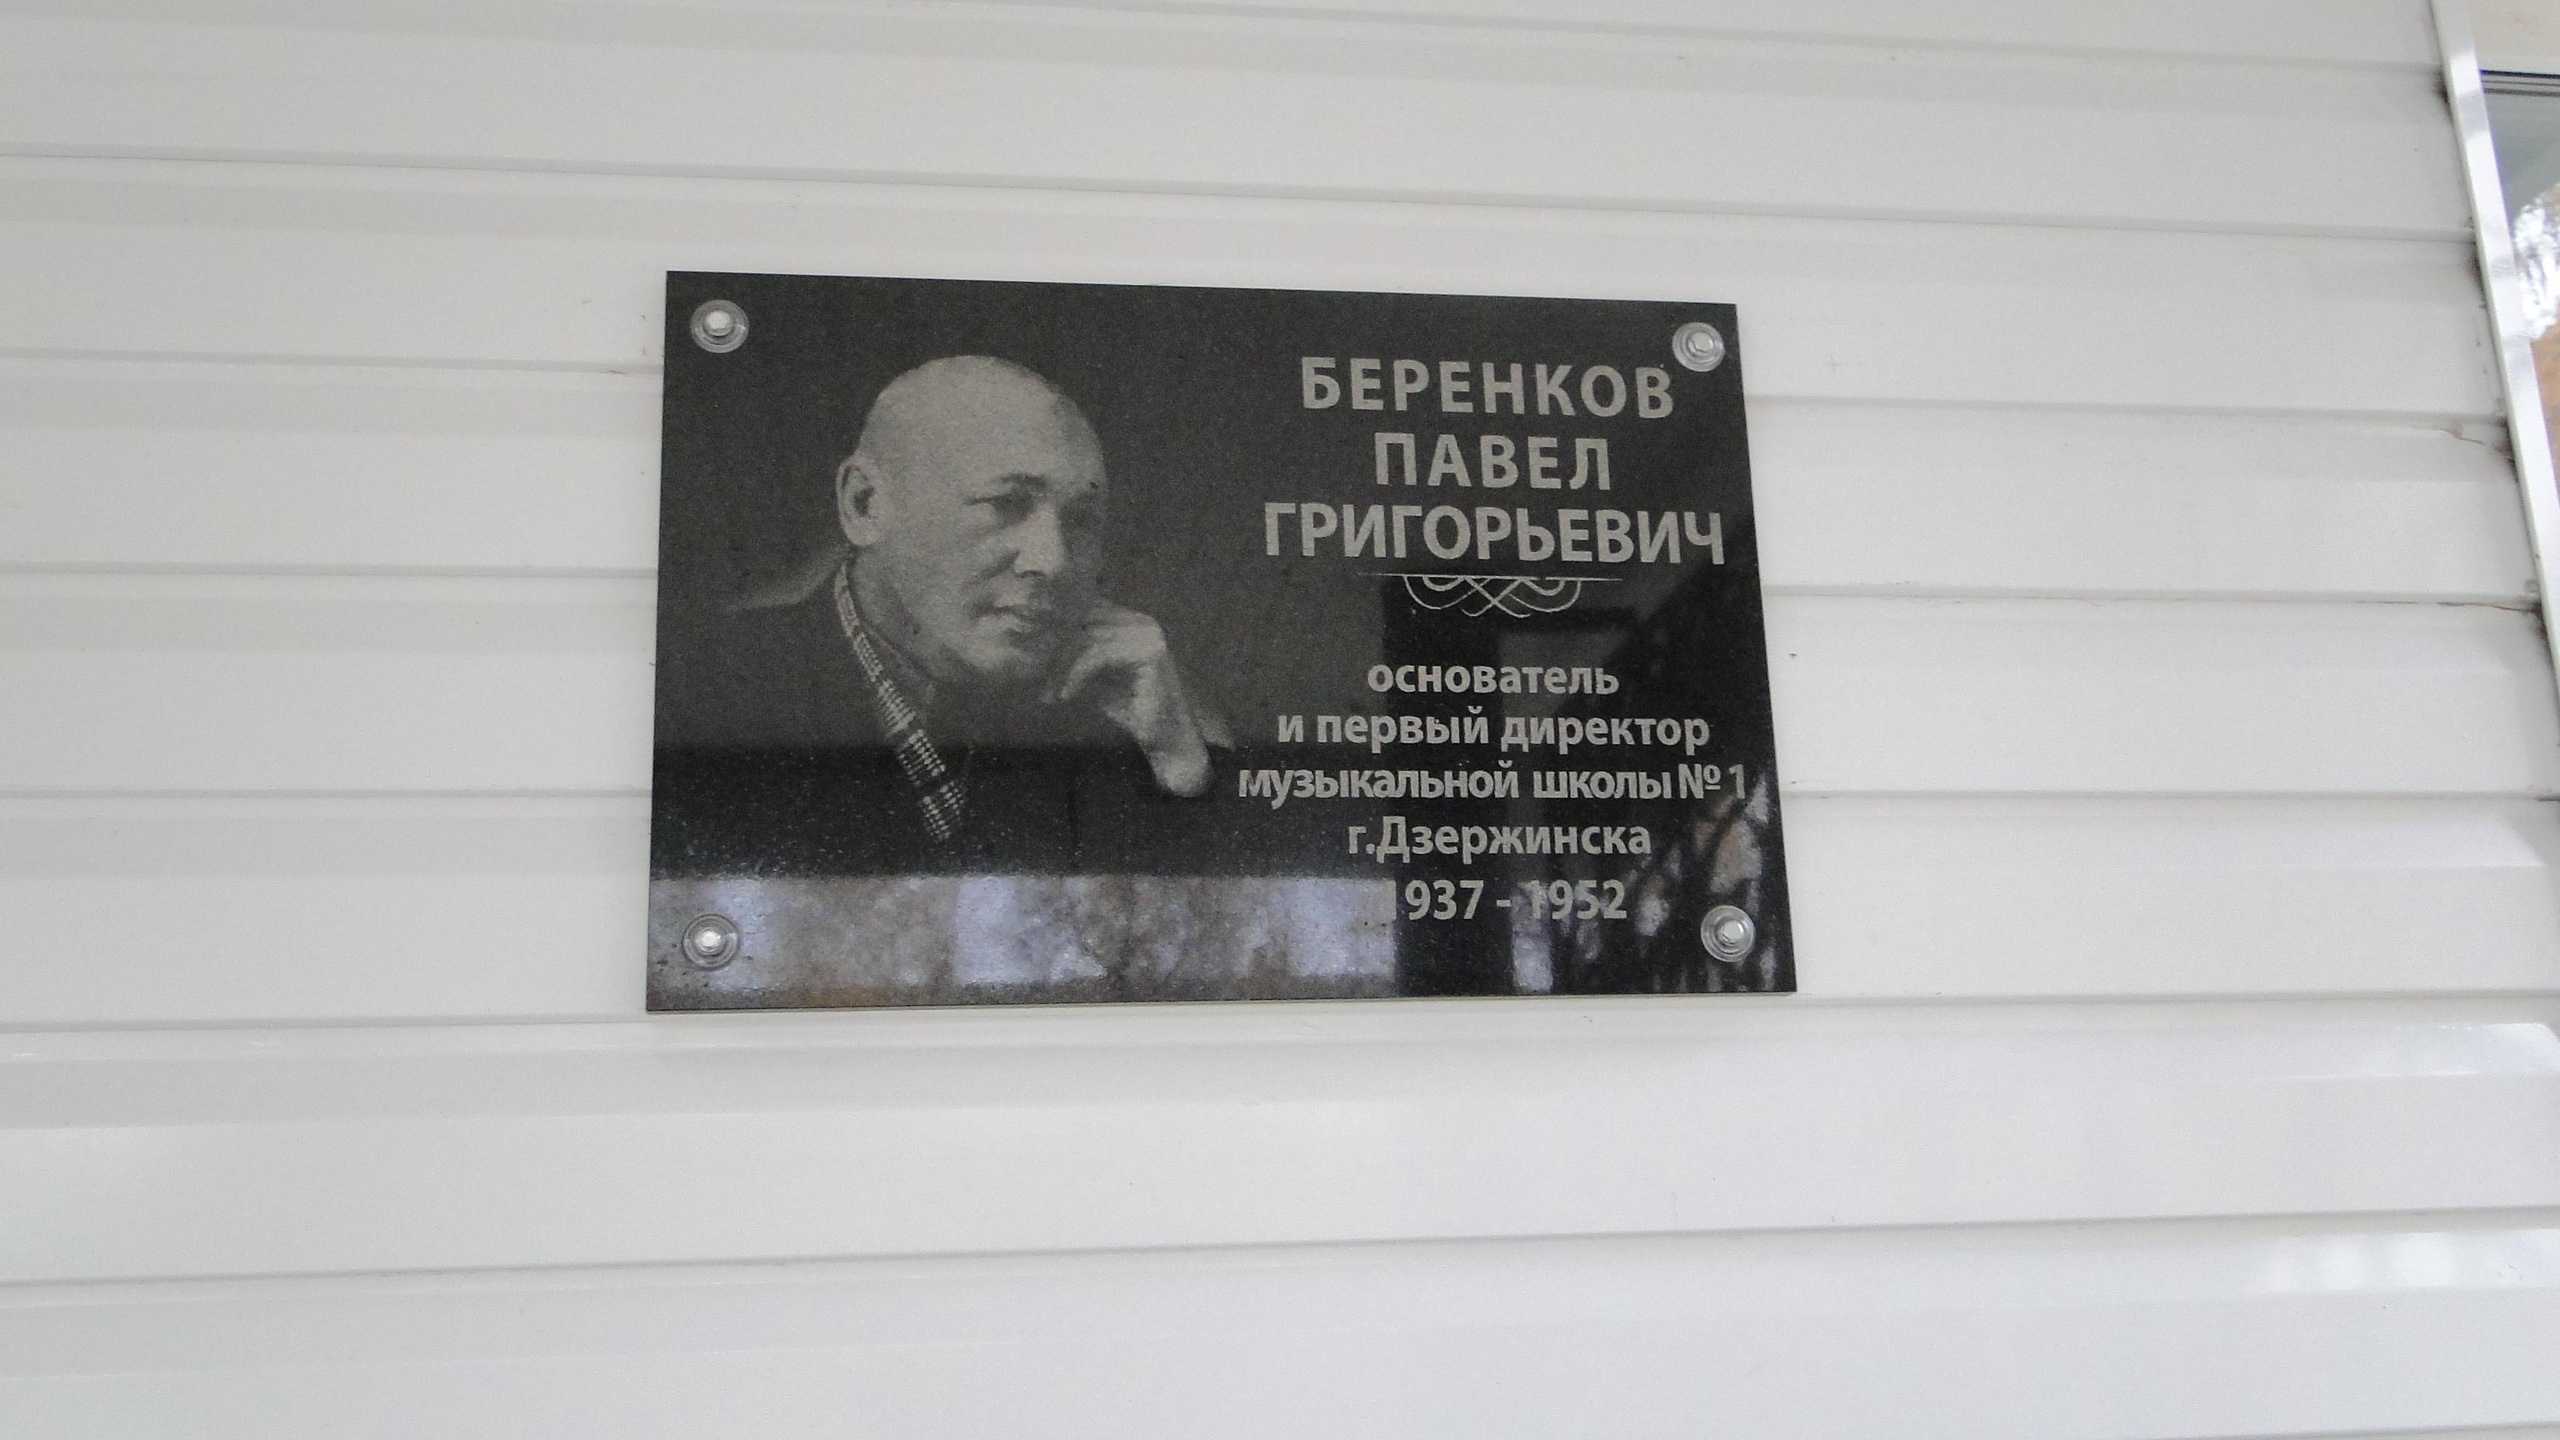 БЕРЕНКОВ
ПАВЕЛ
ГРИГОРЬЕВИЧ
основатель
и первый директор
музыкальной школы № 1
г.Дзержинска
1937 - 1952